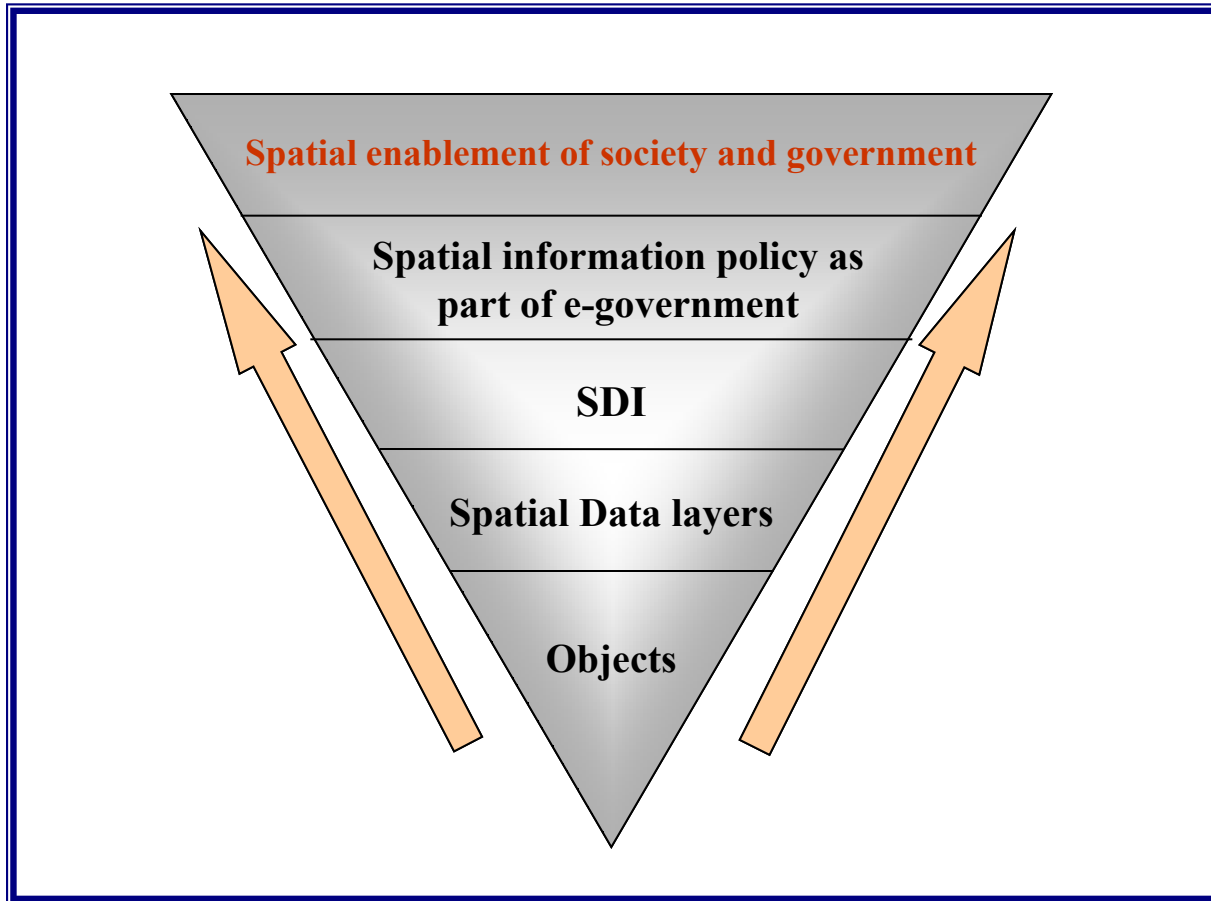 Spatial enablement of society and government
Spatial information policy as
part of e-government
SDI
Spatial Data layers
Objects